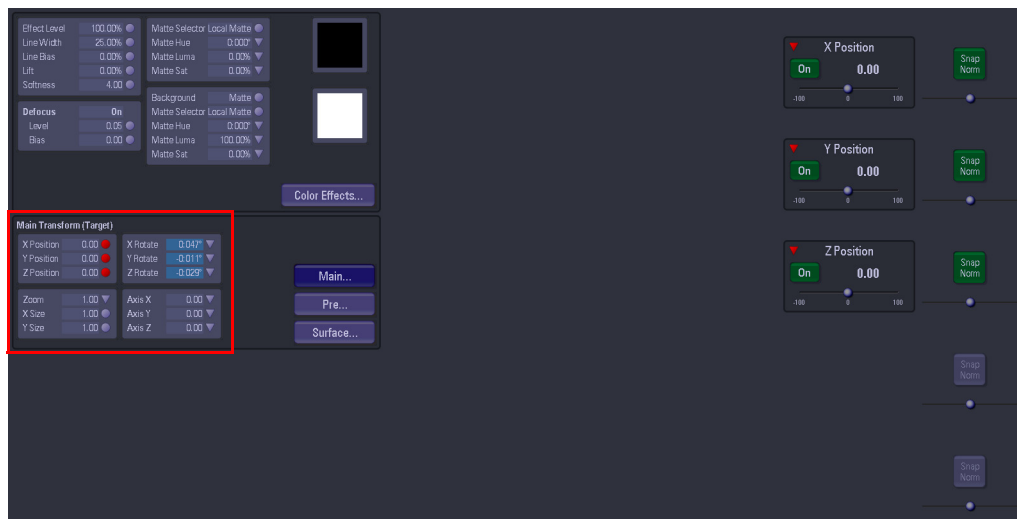 Effect Level 100.00%
Line Width 25.00%
Line Bias 0.00%
Lift 0.00%
Softness 4.00
Defocus On
Level 0.05
Bias 0.00
Matte Selector Local Matte
Matte Hue 0:000°
Matte Luma 0.00%
Matte Sat 0.00%
Background Matte
Matte Selector Local Matte
Matte Hue 0:000°
Matte Luma 100.00%
Matte Sat 0.00%
Color Effects...
Main Transform (Target)
X Position 0.00
Y Position 0.00
Z Position 0.00
X Rotate 0:047°
Y Rotate -0:011°
Z Rotate -0:029°
Zoom 1.00
X Size 1.00
Y Size 1.00
Axis X 0.00
Axis Y 0.00
Axis Z 0.00
Main...
Pre...
Surface...
X Position
On 0.00
-100 0 100
Snap
Norm
Y Position
On 0.00
-100 0 100
Snap
Norm
Z Position
On 0.00
-100 0 100
Snap
Norm
Snap
Norm
Snap
Norm